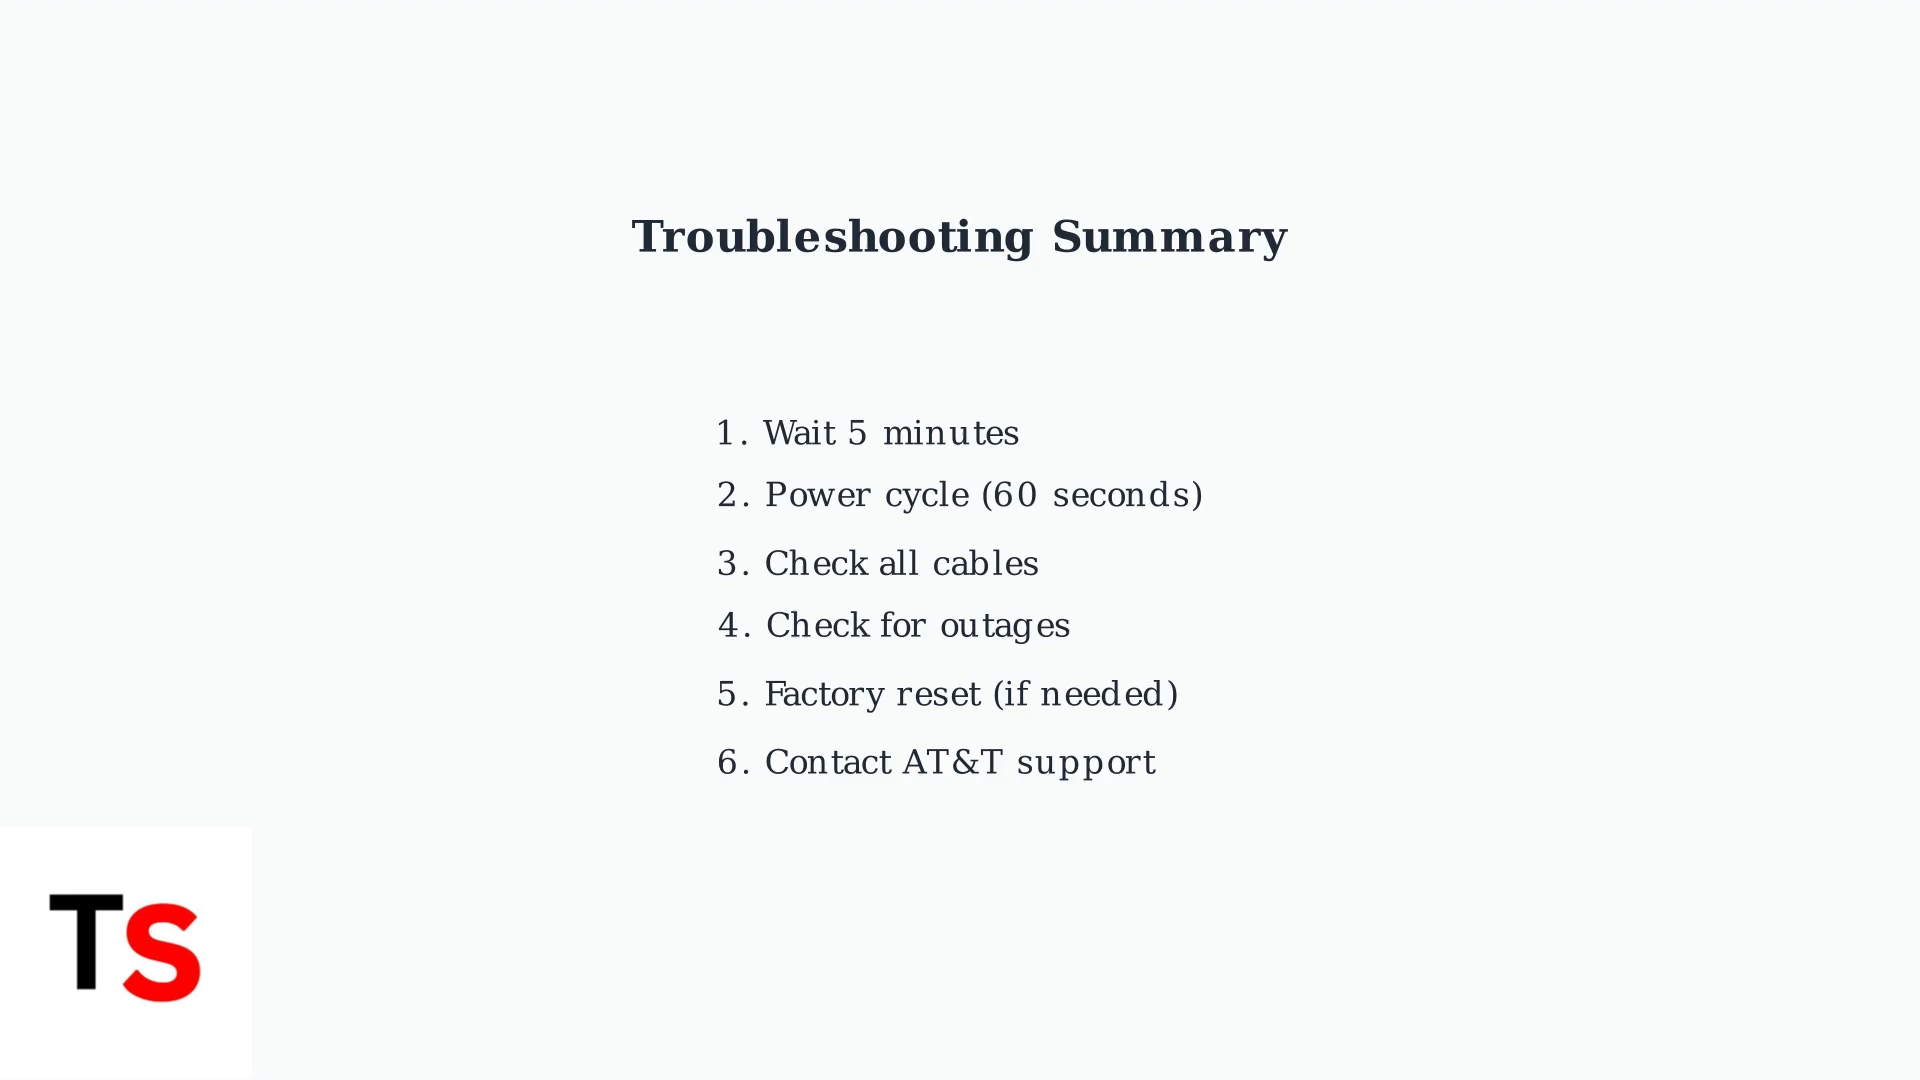 Troubleshooting Summary
1. Wait 5 minutes
2. Power cycle (60 seconds)
3. Check all cables
4. Check for outages
5. Factory reset (if needed)
6. Contact AT&T support
TS